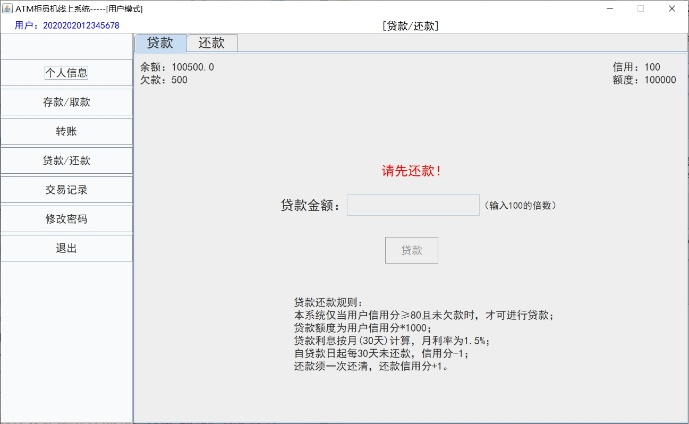 ATM柜员机线上系统-----[用户模式]
用户：2020202012345678
[贷款/还款]
贷款
还款
个人信息
存款/取款
转账
贷款/还款
交易记录
修改密码
退出
余额：100500.0
欠款：500
信用：100
额度：100000
请先还款！
贷款金额：
（输入100的倍数）
贷款
贷款还款规则：
本系统仅当用户信用分≥80且未欠款时，才可进行贷款；
贷款额度为用户信用分*1000；
贷款利息按月(30天)计算，月利率为1.5%；
自贷款日起每30天未还款，信用分-1；
还款须一次还清，还款信用分+1。